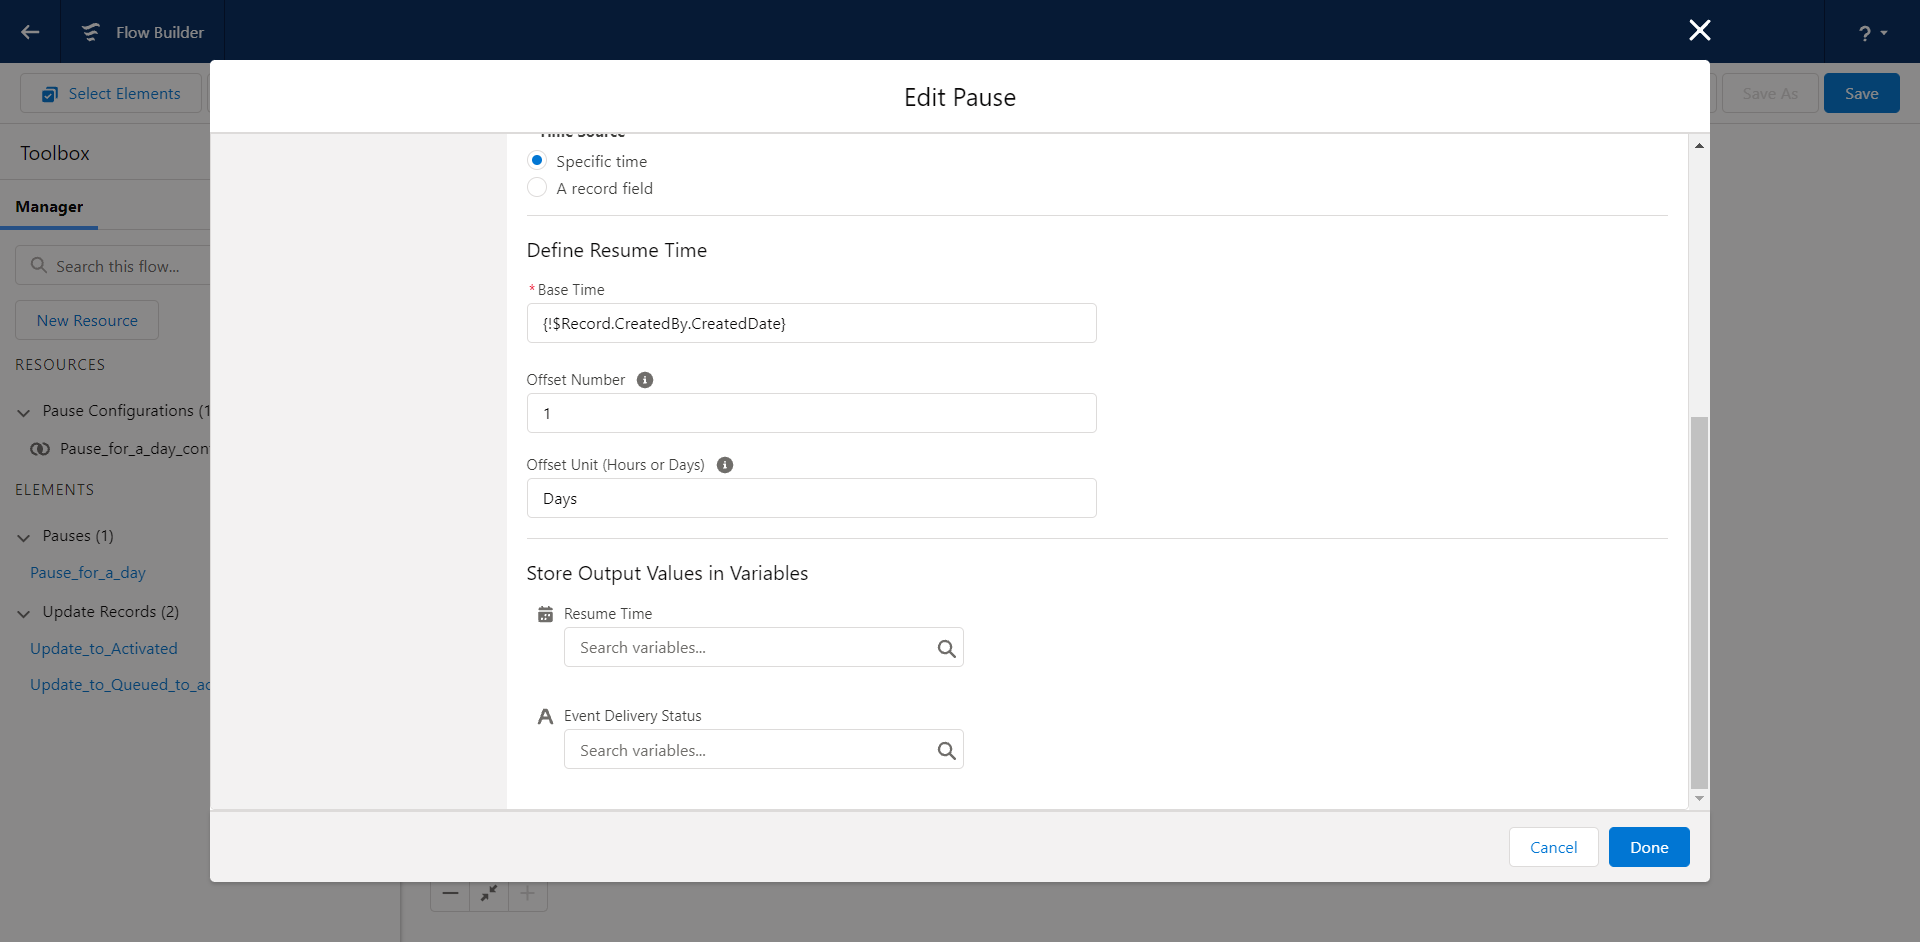 Flow Builder
?
Select Elements
Save As
Save
Edit Pause
Toolbox
Manager
Search this flow...
New Resource
RESOURCES
Pause Configurations (1
Pause_for_a_day_con
ELEMENTS
Pauses (1)
Pause_for_a_day
Update Records (2)
Update_to_Activated
Update_to_Queued_to_ac
Time Source
Specific time
A record field
Define Resume Time
*Base Time
{!$Record.CreatedBy.CreatedDate}
Offset Number
1
Offset Unit (Hours or Days)
Days
Store Output Values in Variables
Resume Time
Search variables...
A Event Delivery Status
Search variables...
Cancel
Done